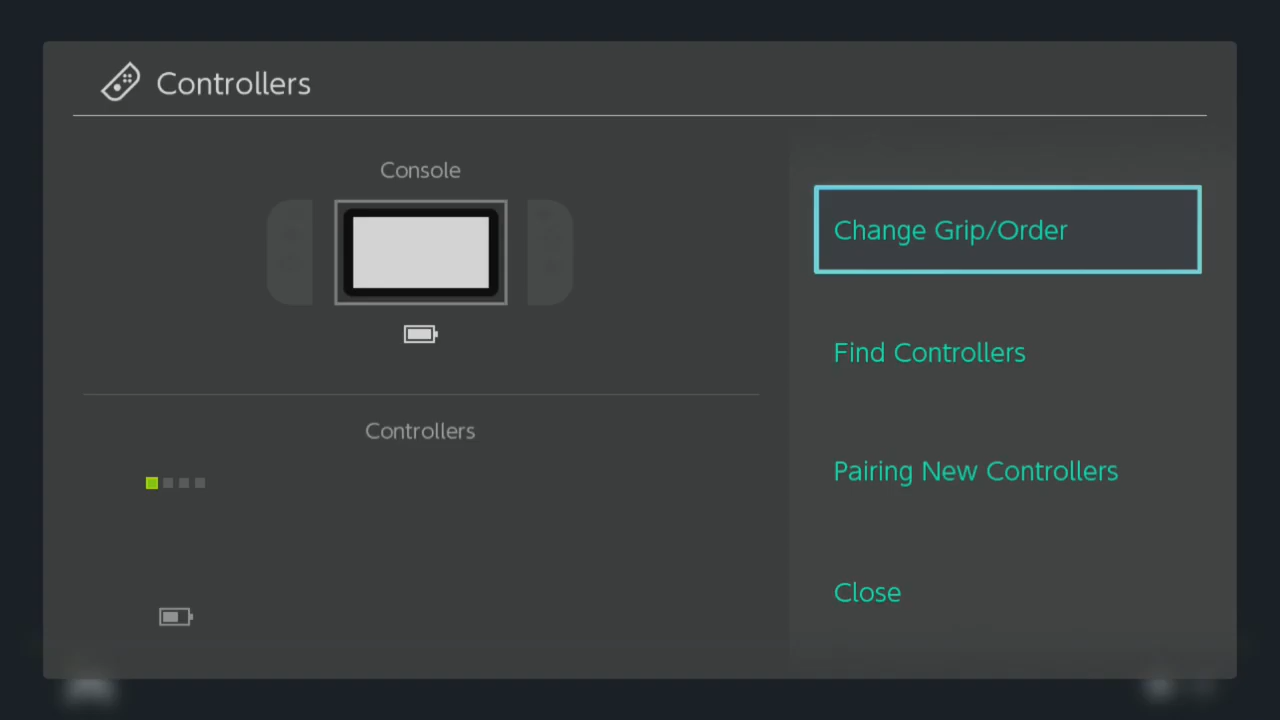 Controllers
Console
Controllers
Change Grip/Order
Find Controllers
Pairing New Controllers
Close